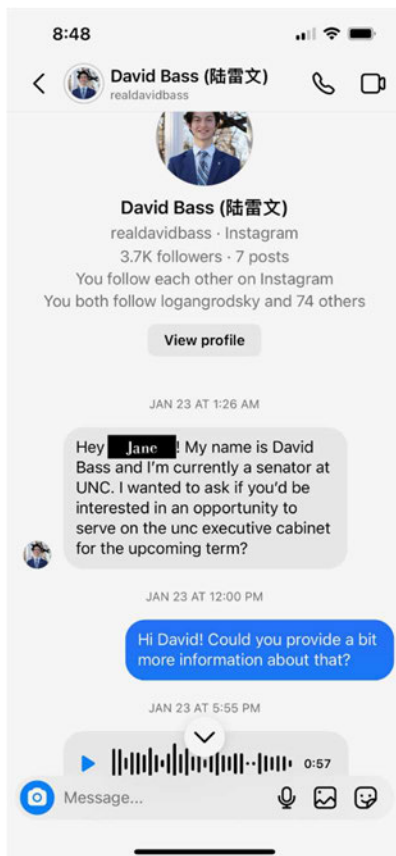 8:48
David Bass (陆雷文)
realdavidbass
David Bass (陆雷文)
realdavidbass · Instagram
3.7K followers · 7 posts
You follow each other on Instagram
You both follow logangrodsky and 74 others
View profile
JAN 23 AT 1:26 AM
Hey Jane ! My name is David
Bass and I'm currently a senator at
UNC. I wanted to ask if you'd be
interested in an opportunity to
serve on the unc executive cabinet
for the upcoming term?
JAN 23 AT 12:00 PM
Hi David! Could you provide a bit
more information about that?
JAN 23 AT 5:55 PM
0:57
Message...